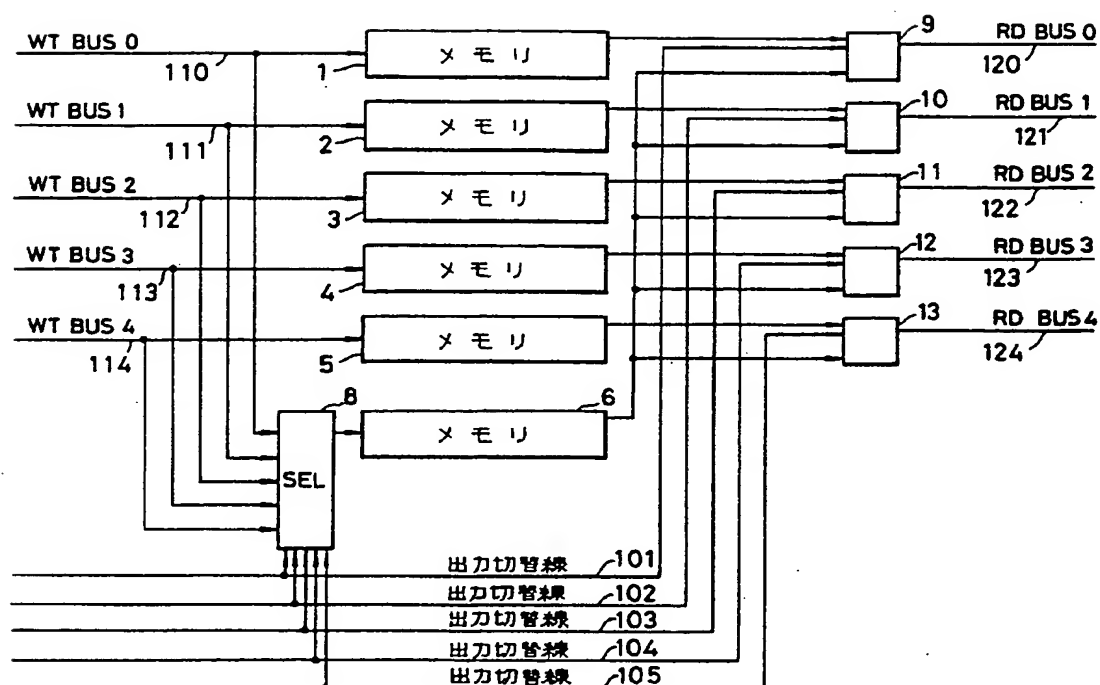 WT BUS 0
110
メモリ
1
9
RD BUS 0
120
WT BUS 1
111
メモリ
2
10
RD BUS 1
121
WT BUS 2
112
メモリ
3
11
RD BUS 2
122
WT BUS 3
113
メモリ
4
12
RD BUS 3
123
WT BUS 4
114
メモリ
5
13
RD BUS 4
124
8
SEL
メモリ
6
出力切替線 101
出力切替線 102
出力切替線 103
出力切替線 104
出力切替線 105